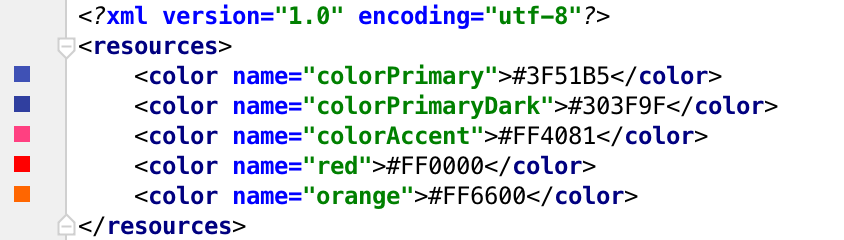 <?xml version="1.0" encoding="utf-8"?>
<resources>
    <color name="colorPrimary">#3F51B5</color>
    <color name="colorPrimaryDark">#303F9F</color>
    <color name="colorAccent">#FF4081</color>
    <color name="red">#FF0000</color>
    <color name="orange">#FF6600</color>
</resources>